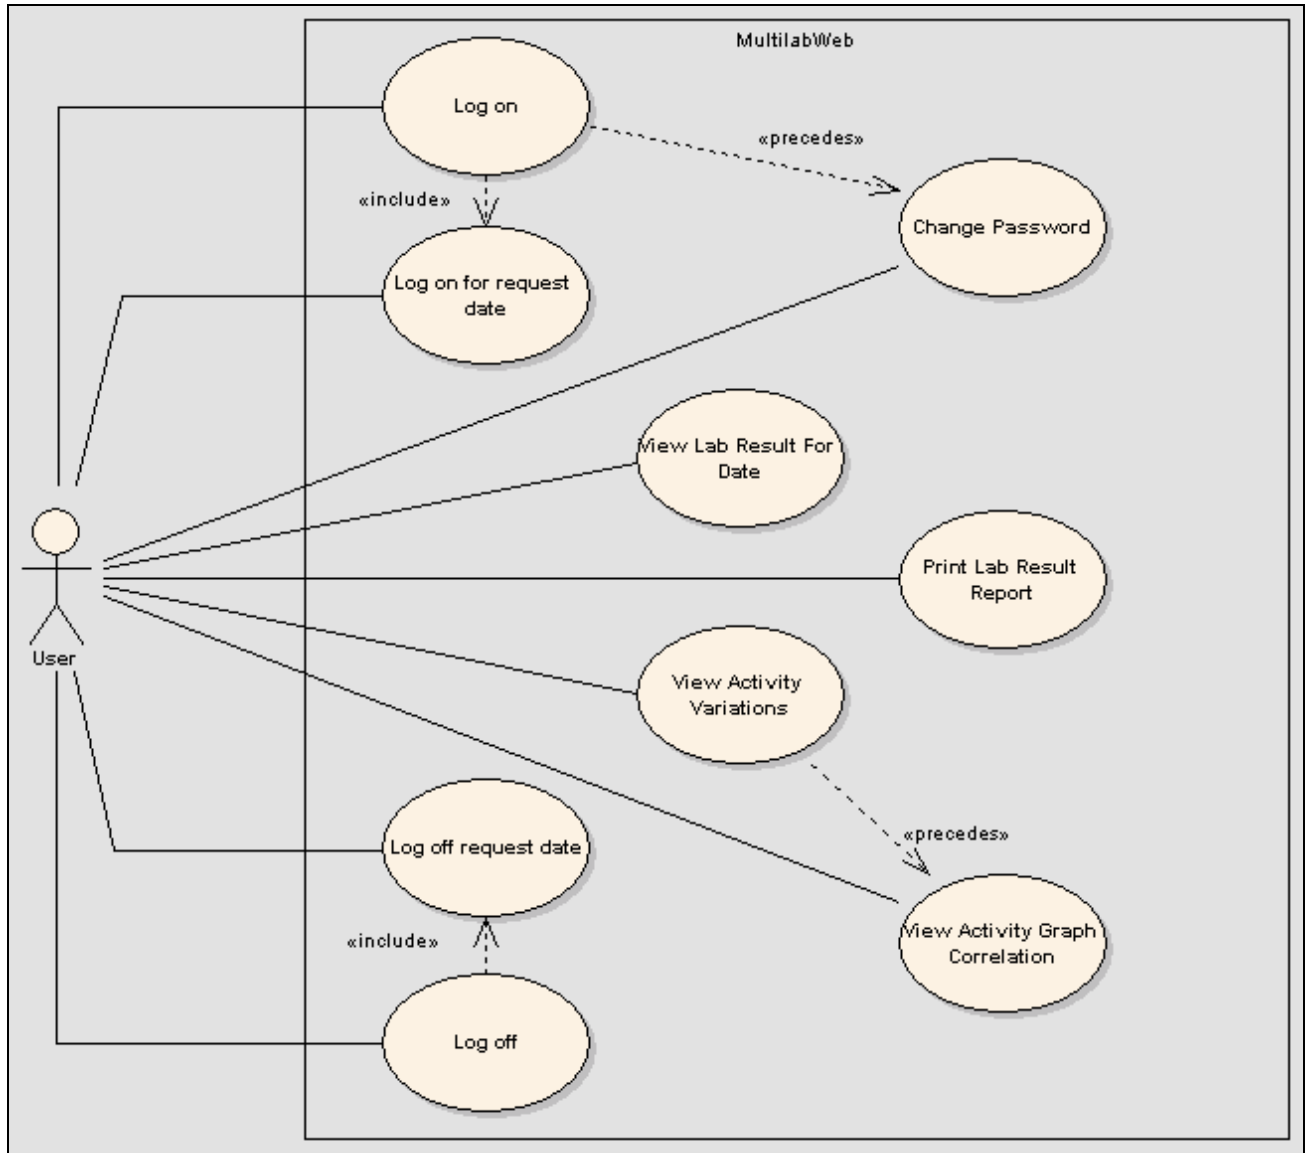 MultilabWeb
Log on
«precedes»
«include»
Change Password
Log on for request
date
View Lab Result For
Date
Print Lab Result
Report
User
View Activity
Variations
«precedes»
Log off request date
«include»
View Activity Graph
Correlation
Log off